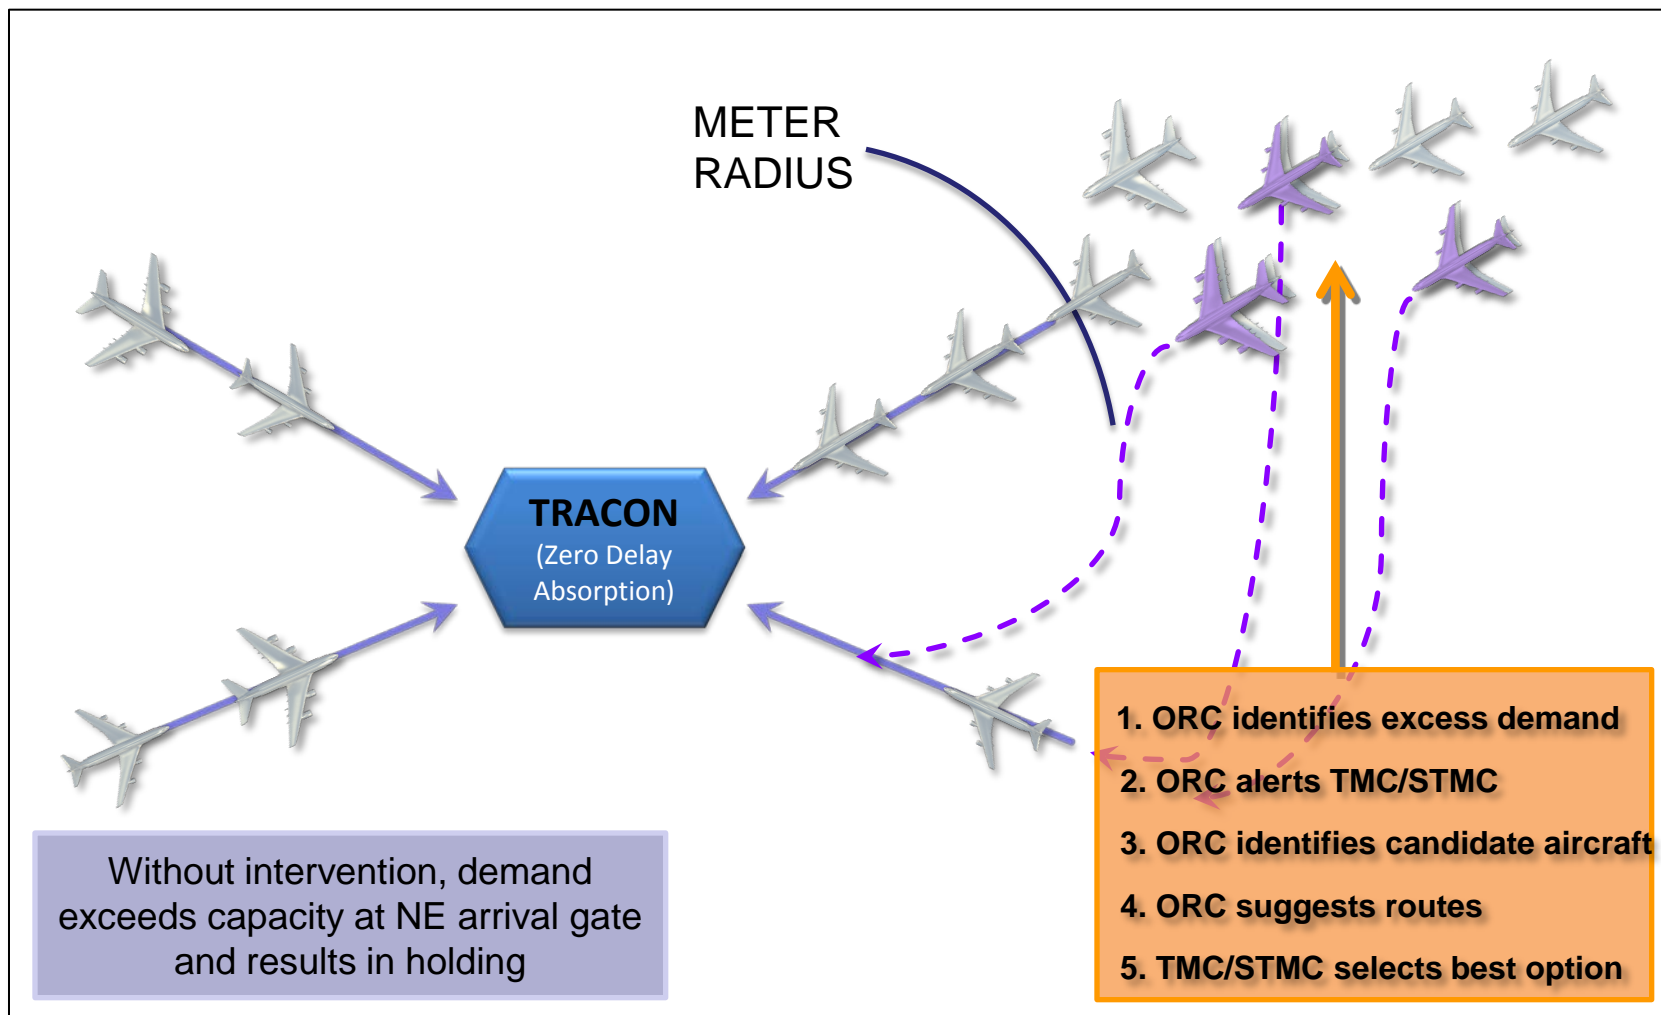 METER
RADIUS
TRACON
(Zero Delay
Absorption)
1. ORC identifies excess demand
2. ORC alerts TMC/STMC
3. ORC identifies candidate aircraft
4. ORC suggests routes
5. TMC/STMC selects best option
Without intervention, demand
exceeds capacity at NE arrival gate
and results in holding